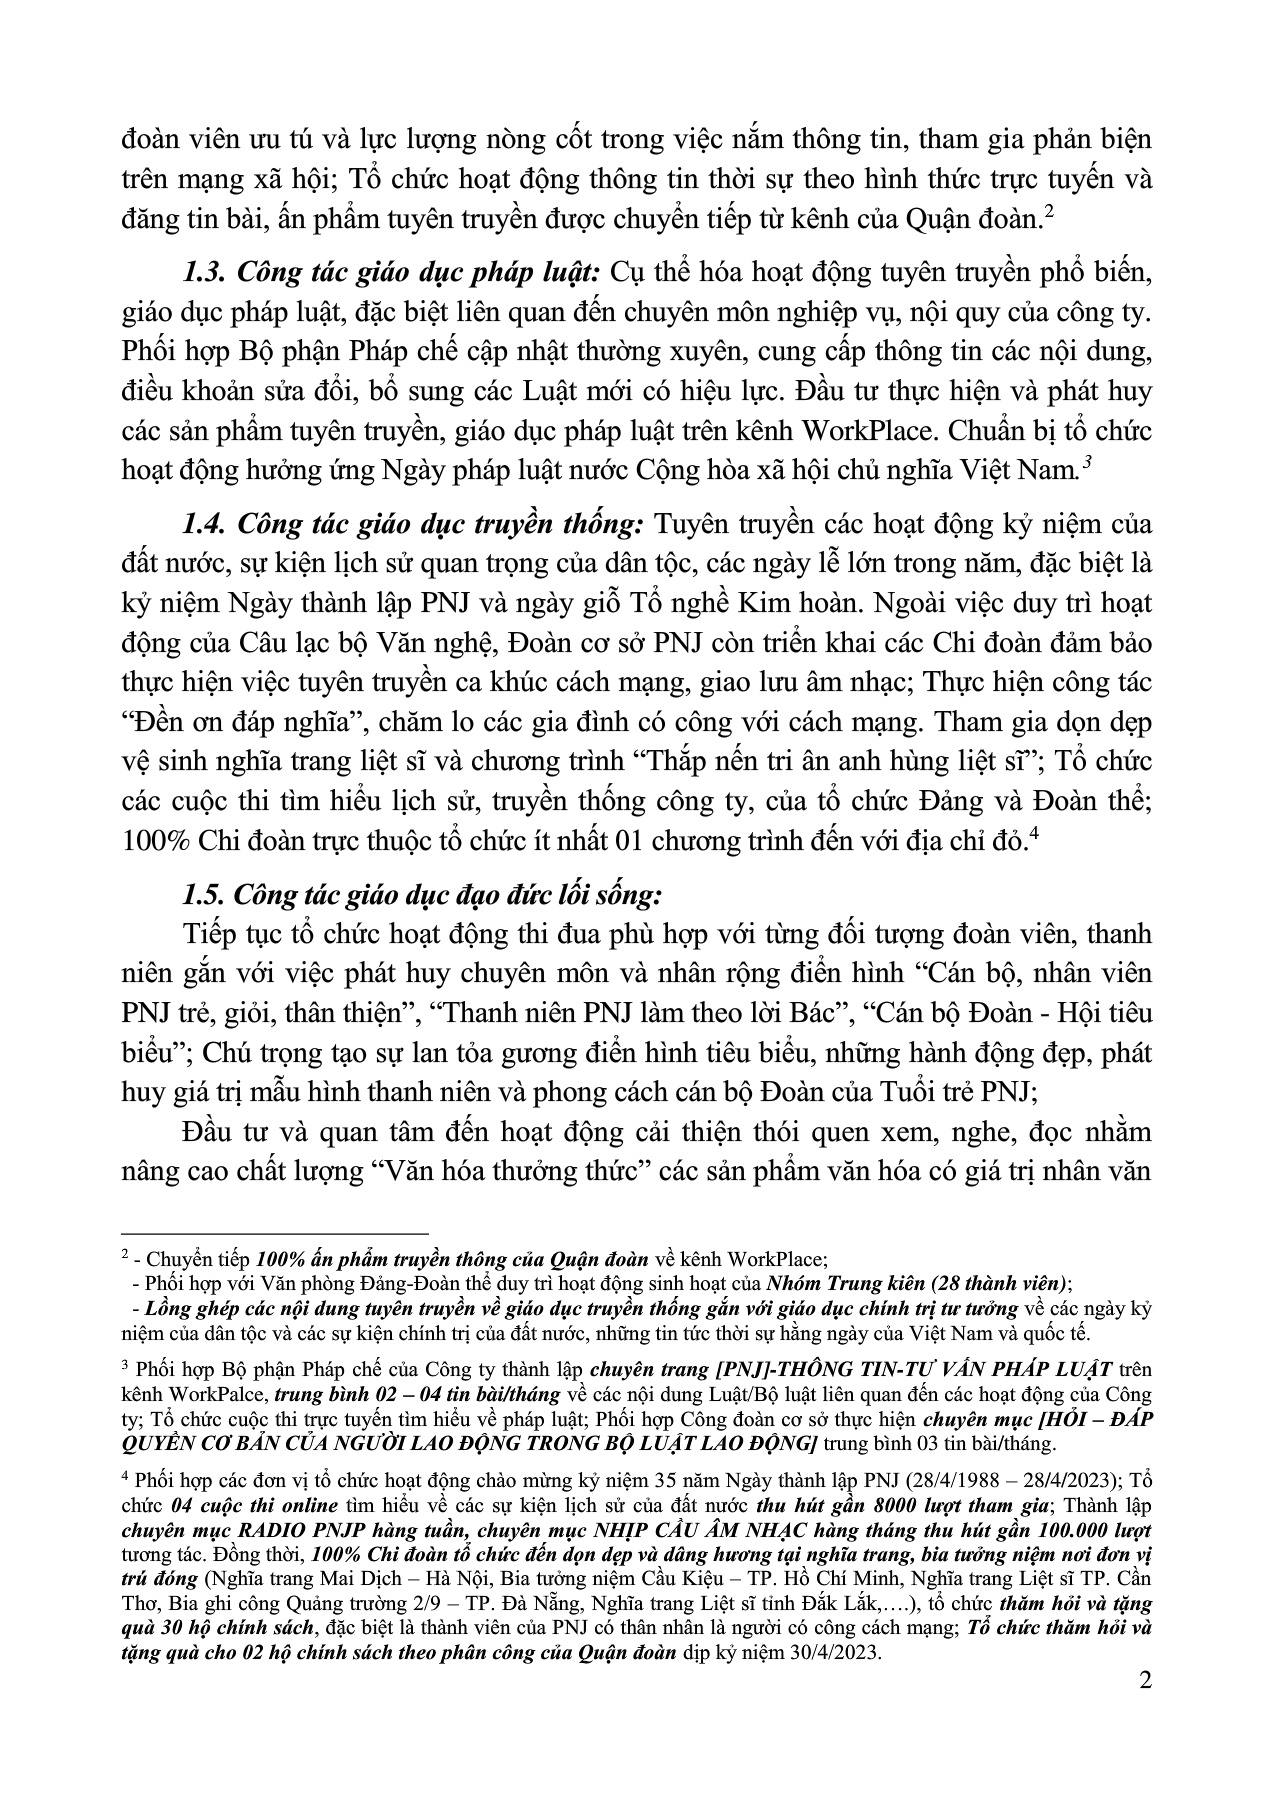 đoàn viên ưu tú và lực lượng nòng cốt trong việc nắm thông tin, tham gia phản biện
trên mạng xã hội; Tổ chức hoạt động thông tin thời sự theo hình thức trực tuyến và
đăng tin bài, ấn phẩm tuyên truyền được chuyển tiếp từ kênh của Quận đoàn.2
1.3. Công tác giáo dục pháp luật: Cụ thể hóa hoạt động tuyên truyền phổ biến,
giáo dục pháp luật, đặc biệt liên quan đến chuyên môn nghiệp vụ, nội quy của công ty.
Phối hợp Bộ phận Pháp chế cập nhật thường xuyên, cung cấp thông tin các nội dung,
điều khoản sửa đổi, bổ sung các Luật mới có hiệu lực. Đầu tư thực hiện và phát huy
các sản phẩm tuyên truyền, giáo dục pháp luật trên kênh WorkPlace. Chuẩn bị tổ chức
hoạt động hưởng ứng Ngày pháp luật nước Cộng hòa xã hội chủ nghĩa Việt Nam.3
1.4. Công tác giáo dục truyền thống: Tuyên truyền các hoạt động kỷ niệm của
đất nước, sự kiện lịch sử quan trọng của dân tộc, các ngày lễ lớn trong năm, đặc biệt là
kỷ niệm Ngày thành lập PNJ và ngày giỗ Tổ nghề Kim hoàn. Ngoài việc duy trì hoạt
động của Câu lạc bộ Văn nghệ, Đoàn cơ sở PNJ còn triển khai các Chi đoàn đảm bảo
thực hiện việc tuyên truyền ca khúc cách mạng, giao lưu âm nhạc; Thực hiện công tác
“Đền ơn đáp nghĩa”, chăm lo các gia đình có công với cách mạng. Tham gia dọn dẹp
vệ sinh nghĩa trang liệt sĩ và chương trình “Thắp nến tri ân anh hùng liệt sĩ”; Tổ chức
các cuộc thi tìm hiểu lịch sử, truyền thống công ty, của tổ chức Đảng và Đoàn thể;
100% Chi đoàn trực thuộc tổ chức ít nhất 01 chương trình đến với địa chỉ đỏ.4
1.5. Công tác giáo dục đạo đức lối sống:
Tiếp tục tổ chức hoạt động thi đua phù hợp với từng đối tượng đoàn viên, thanh
niên gắn với việc phát huy chuyên môn và nhân rộng điển hình “Cán bộ, nhân viên
PNJ trẻ, giỏi, thân thiện”, “Thanh niên PNJ làm theo lời Bác”, “Cán bộ Đoàn - Hội tiêu
biểu”; Chú trọng tạo sự lan tỏa gương điển hình tiêu biểu, những hành động đẹp, phát
huy giá trị mẫu hình thanh niên và phong cách cán bộ Đoàn của Tuổi trẻ PNJ;
Đầu tư và quan tâm đến hoạt động cải thiện thói quen xem, nghe, đọc nhằm
nâng cao chất lượng “Văn hóa thưởng thức” các sản phẩm văn hóa có giá trị nhân văn
2 - Chuyển tiếp 100% ấn phẩm truyền thông của Quận đoàn về kênh WorkPlace;
- Phối hợp với Văn phòng Đảng-Đoàn thể duy trì hoạt động sinh hoạt của Nhóm Trung kiên (28 thành viên);
- Lồng ghép các nội dung tuyên truyền về giáo dục truyền thống gắn với giáo dục chính trị tư tưởng về các ngày kỷ
niệm của dân tộc và các sự kiện chính trị của đất nước, những tin tức thời sự hằng ngày của Việt Nam và quốc tế.
3 Phối hợp Bộ phận Pháp chế của Công ty thành lập chuyên trang [PNJ]-THÔNG TIN-TƯ VẤN PHÁP LUẬT trên
kênh WorkPalce, trung bình 02 – 04 tin bài/tháng về các nội dung Luật/Bộ luật liên quan đến các hoạt động của Công
ty; Tổ chức cuộc thi trực tuyến tìm hiểu về pháp luật; Phối hợp Công đoàn cơ sở thực hiện chuyên mục [HỎI – ĐÁP
QUYỀN CƠ BẢN CỦA NGƯỜI LAO ĐỘNG TRONG BỘ LUẬT LAO ĐỘNG] trung bình 03 tin bài/tháng.
4 Phối hợp các đơn vị tổ chức hoạt động chào mừng kỷ niệm 35 năm Ngày thành lập PNJ (28/4/1988 – 28/4/2023); Tổ
chức 04 cuộc thi online tìm hiểu về các sự kiện lịch sử của đất nước thu hút gần 8000 lượt tham gia; Thành lập
chuyên mục RADIO PNJP hàng tuần, chuyên mục NHỊP CẦU ÂM NHẠC hàng tháng thu hút gần 100.000 lượt
tương tác. Đồng thời, 100% Chi đoàn tổ chức đến dọn dẹp và dâng hương tại nghĩa trang, bia tưởng niệm nơi đơn vị
trú đóng (Nghĩa trang Mai Dịch – Hà Nội, Bia tưởng niệm Cầu Kiệu – TP. Hồ Chí Minh, Nghĩa trang Liệt sĩ TP. Cần
Thơ, Bia ghi công Quảng trường 2/9 – TP. Đà Nẵng, Nghĩa trang Liệt sĩ tỉnh Đắk Lắk,….), tổ chức thăm hỏi và tặng
quà 30 hộ chính sách, đặc biệt là thành viên của PNJ có thân nhân là người có công cách mạng; Tổ chức thăm hỏi và
tặng quà cho 02 hộ chính sách theo phân công của Quận đoàn dịp kỷ niệm 30/4/2023.
2